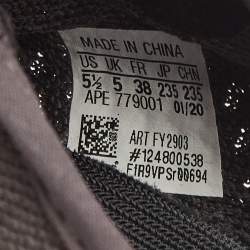 MADE IN CHINA
US UK FR JP CHN
5½ 5 38 235 235
APE 779001 01/20
ART FY2903
#124800538
F1R9VPSr00694